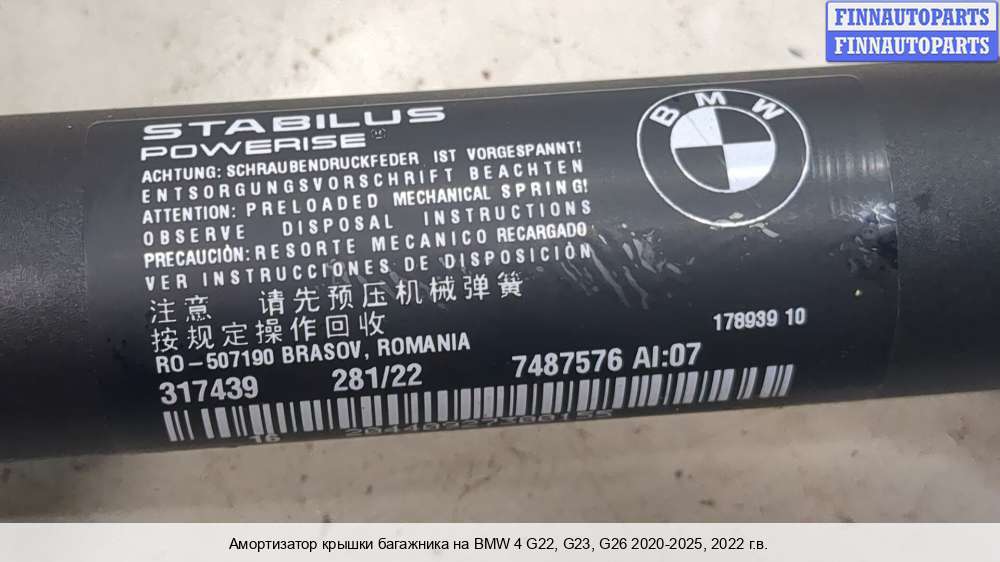 FINNAUTOPARTS
FINNAUTOPARTS
STABILUS
POWERISE
BMW
ACHTUNG: SCHRAUBENDRUCKFEDER IST VORGESPANNT!
ENTSORGUNGSVORSCHRIFT BEACHTEN
ATTENTION: PRELOADED MECHANICAL SPRING!
OBSERVE DISPOSAL INSTRUCTIONS
PRECAUCIÓN: RESORTE MECANICO RECARGADO
VER INSTRUCCIONES DE DISPOSICIÓN
注意 请先预压机械弹簧
按规定操作回收
178939 10
RO-507190 BRASOV, ROMANIA
317439 281/22 7487576 AI:07
16
Амортизатор крышки багажника на BMW 4 G22, G23, G26 2020-2025, 2022 г.в.